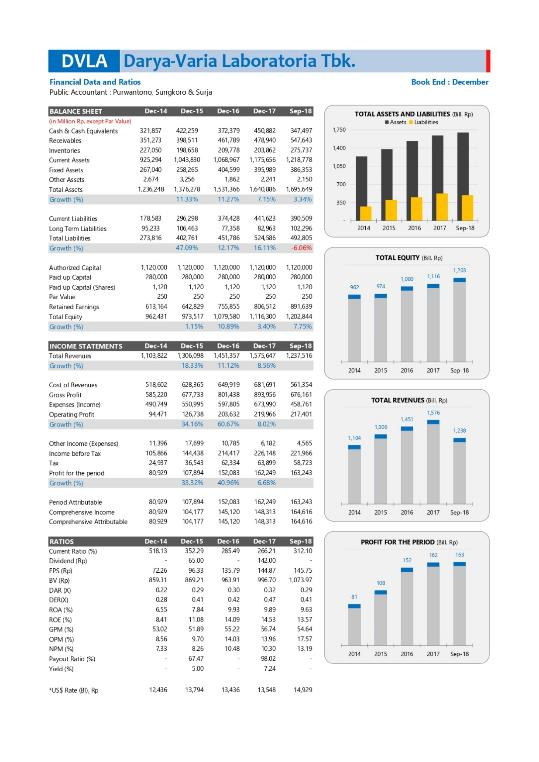 DVLA Darya-Varia Laboratoria Tbk.
Financial Data and Ratios Book End : December
Public Accountant : Purwantono, Sungkoro & Surja
BALANCE SHEET Dec-14 Dec-15 Dec-16 Dec-17 Sep-18
(in Million Rp, except Par Value)
Cash & Cash Equivalents 321,857 422,259 372,379 450,882 347,497
Receivables 351,373 398,511 461,781 478,940 547,643
Inventories 227,050 198,658 209,778 203,862 275,737
Current Assets 925,294 1,043,830 1,068,967 1,175,656 1,218,778
Fixed Assets 267,040 258,265 404,599 395,989 386,353
Other Assets 2,674 3,256 1,862 2,241 2,150
Total Assets 1,236,248 1,376,278 1,531,366 1,640,886 1,695,649
Growth (%) 11.33% 11.27% 7.15% 3.34%
Current Liabilities 178,583 296,298 374,428 441,623 390,509
Long Term Liabilities 95,233 106,463 77,358 82,963 102,296
Total Liabilities 273,816 402,761 451,786 524,586 492,805
Growth (%) 47.09% 12.17% 16.11% -6.06%
Authorized Capital 1,120,000 1,120,000 1,120,000 1,120,000 1,120,000
Paid up Capital 280,000 280,000 280,000 280,000 280,000
Paid up Capital (Shares) 1,120 1,120 1,120 1,120 1,120
Par Value 250 250 250 250 250
Retained Earnings 613,164 642,829 755,855 806,512 891,639
Total Equity 962,431 973,517 1,079,580 1,116,300 1,202,844
Growth (%) 1.15% 10.89% 3.40% 7.75%
INCOME STATEMENTS Dec-14 Dec-15 Dec-16 Dec-17 Sep-18
Total Revenues 1,103,822 1,306,098 1,451,357 1,575,647 1,237,516
Growth (%) 18.33% 11.12% 8.56%
Cost of Revenues 518,602 628,365 649,919 681,691 561,354
Gross Profit 585,220 677,733 801,438 893,956 676,161
Expenses (Income) 490,749 550,995 597,805 673,990 458,761
Operating Profit 94,471 126,738 203,632 219,966 217,401
Growth (%) 34.16% 60.67% 8.02%
Other Income (Expenses) 11,396 17,699 10,785 6,182 4,565
Income before Tax 105,866 144,438 214,417 226,148 221,966
Tax 24,937 36,543 62,334 63,899 58,723
Profit for the period 80,929 107,894 152,083 162,249 163,243
Growth (%) 33.32% 40.96% 6.68%
Period Attributable 80,929 107,894 152,083 162,249 163,243
Comprehensive Income 80,929 104,177 145,120 148,313 164,616
Comprehensive Attributable 80,929 104,177 145,120 148,313 164,616
RATIOS Dec-14 Dec-15 Dec-16 Dec-17 Sep-18
Current Ratio (%) 518.13 352.29 285.49 266.21 312.10
Dividend (Rp) - 65.00 - 142.00 -
EPS (Rp) 72.26 96.33 135.79 144.87 145.75
BV (Rp) 859.31 869.21 963.91 996.70 1,073.97
DAR (X) 0.22 0.29 0.30 0.32 0.29
DER(X) 0.28 0.41 0.42 0.47 0.41
ROA (%) 6.55 7.84 9.93 9.89 9.63
ROE (%) 8.41 11.08 14.09 14.53 13.57
GPM (%) 53.02 51.89 55.22 56.74 54.64
OPM (%) 8.56 9.70 14.03 13.96 17.57
NPM (%) 7.33 8.26 10.48 10.30 13.19
Payout Ratio (%) - 67.47 - 98.02 -
Yield (%) - 5.00 - 7.24 -
*US$ Rate (BI), Rp 12,436 13,794 13,436 13,548 14,929
TOTAL ASSETS AND LIABILITIES (Bill. Rp)
Assets Liabilities
1,750
1,400
1,050
700
350
-
2014 2015 2016 2017 Sep-18
TOTAL EQUITY (Bill. Rp)
962 974 1,080 1,116 1,203
2014 2015 2016 2017 Sep-18
TOTAL REVENUES (Bill. Rp)
1,104 1,306 1,451 1,576 1,238
2014 2015 2016 2017 Sep-18
PROFIT FOR THE PERIOD (Bill. Rp)
81 108 152 162 163
2014 2015 2016 2017 Sep-18